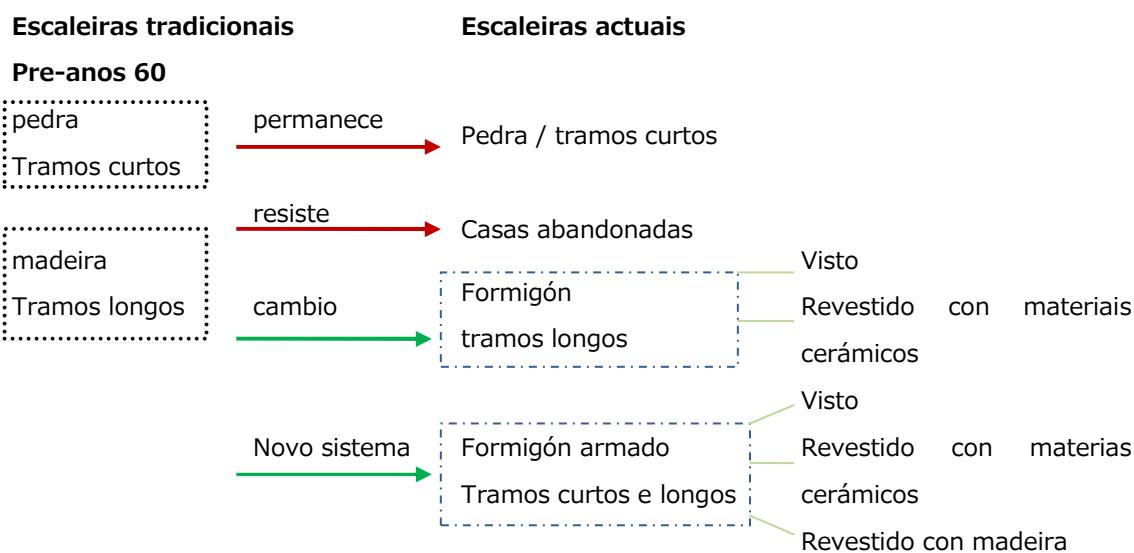 Escaleiras tradicionais
Escaleiras actuais
Pre-anos 60
pedra
Tramos curtos
permanece
Pedra / tramos curtos
resiste
Casas abandonadas
madeira
Tramos longos
cambio
Formigón
tramos longos
Visto
Revestido con materiais
cerámicos
Novo sistema
Formigón armado
Tramos curtos e longos
Visto
Revestido con materias
cerámicos
Revestido con madeira